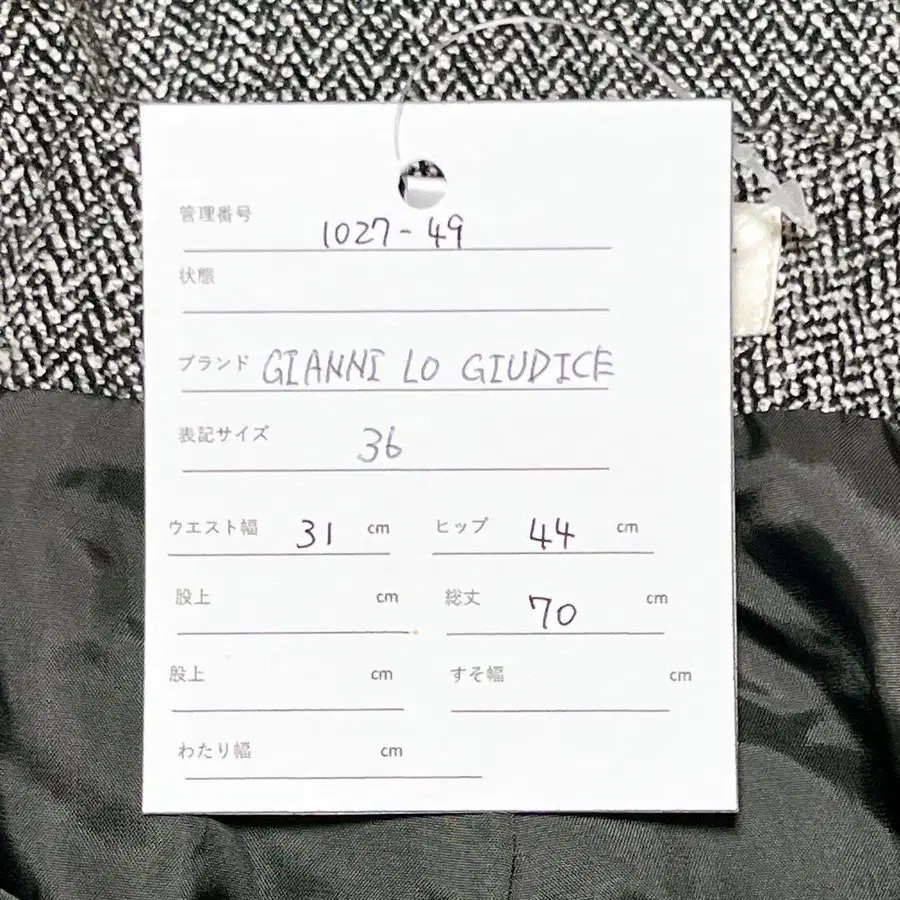 管理番号 1027-49
状態
ブランド GIANNI LO GIUDICE
表記サイズ 36
ウエスト幅 31 cm ヒップ 44 cm
股上 cm 総丈 70 cm
股上 cm すそ幅 cm
わたり幅 cm